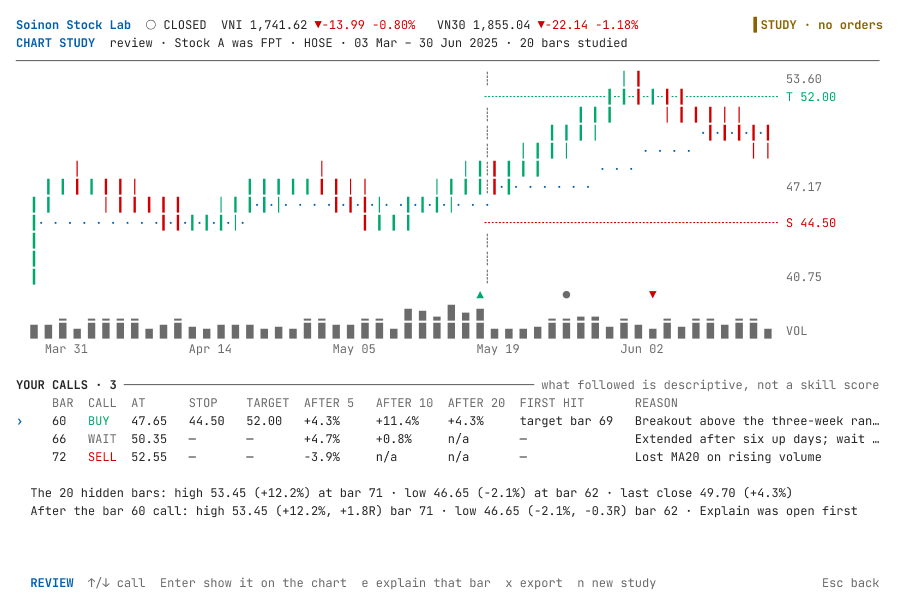 Soinon Stock Lab ○ CLOSED VNI 1,741.62 ▼-13.99 -0.80% VN30 1,855.04 ▼-22.14 -1.18% STUDY · no orders
CHART STUDY review · Stock A was FPT · HOSE · 03 Mar – 30 Jun 2025 · 20 bars studied
53.60
T 52.00
47.17
S 44.50
40.75
VOL
Mar 31 Apr 14 May 05 May 19 Jun 02
YOUR CALLS · 3 what followed is descriptive, not a skill score
BAR CALL AT STOP TARGET AFTER 5 AFTER 10 AFTER 20 FIRST HIT REASON
› 60 BUY 47.65 44.50 52.00 +4.3% +11.4% +4.3% target bar 69 Breakout above the three-week ran…
66 WAIT 50.35 — — +4.7% +0.8% n/a — Extended after six up days; wait …
72 SELL 52.55 — — -3.9% n/a n/a — Lost MA20 on rising volume
The 20 hidden bars: high 53.45 (+12.2%) at bar 71 · low 46.65 (-2.1%) at bar 62 · last close 49.70 (+4.3%)
After the bar 60 call: high 53.45 (+12.2%, +1.8R) bar 71 · low 46.65 (-2.1%, -0.3R) bar 62 · Explain was open first
REVIEW ↑/↓ call Enter show it on the chart e explain that bar x export n new study Esc back